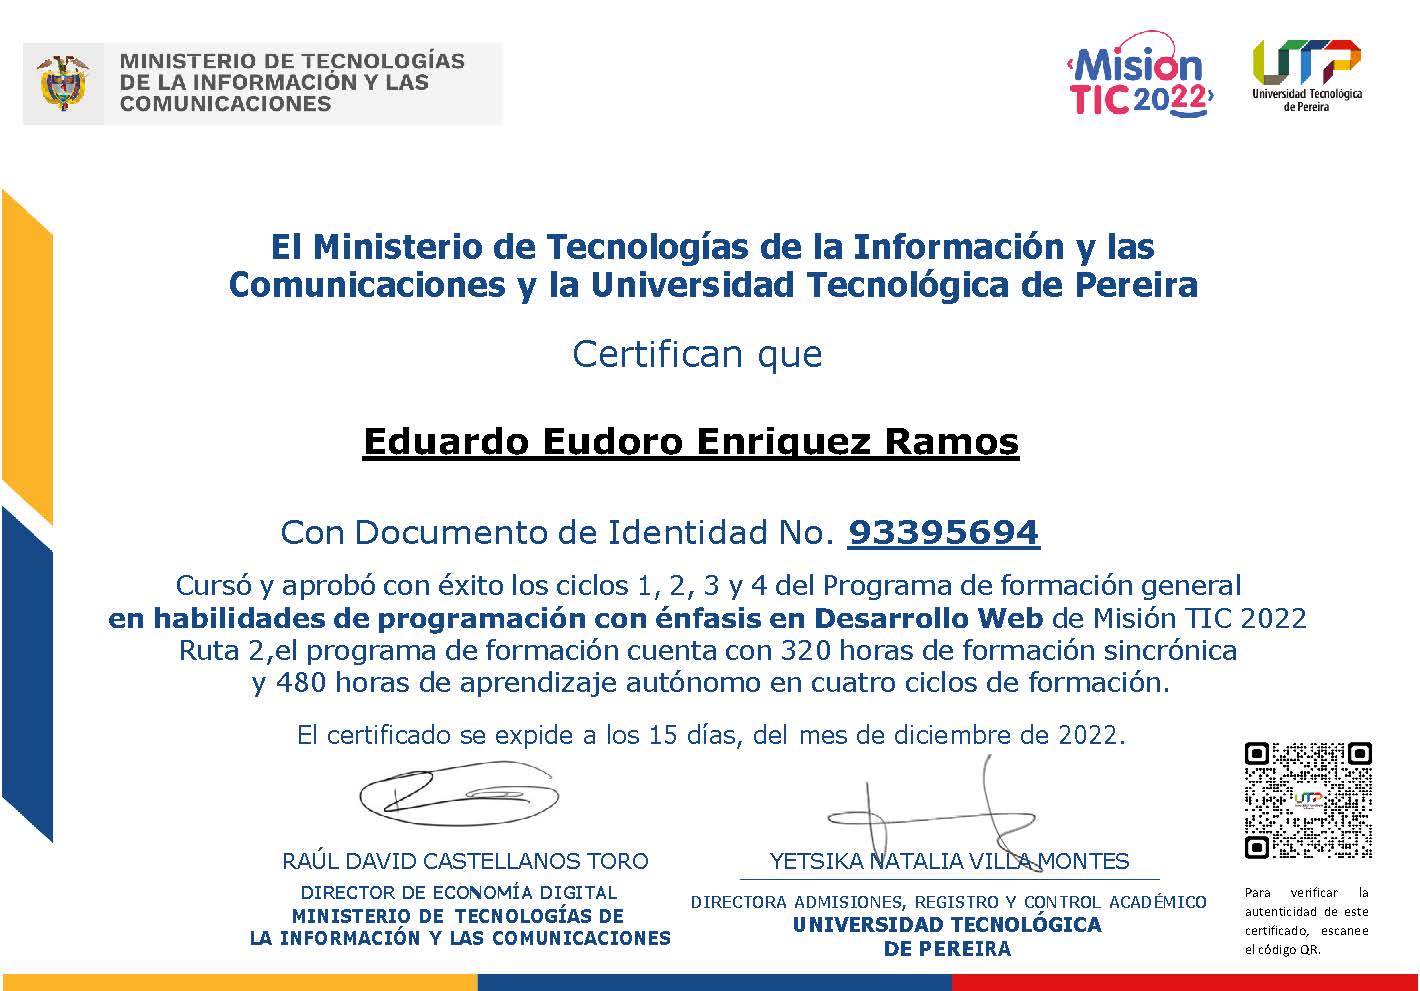 MINISTERIO DE TECNOLOGÍAS
DE LA INFORMACIÓN Y LAS
COMUNICACIONES
‹Misión
TIC2022›
UTP
Universidad Tecnológica
de Pereira
El Ministerio de Tecnologías de la Información y las
Comunicaciones y la Universidad Tecnológica de Pereira
Certifican que
Eduardo Eudoro Enriquez Ramos
Con Documento de Identidad No. 93395694
Cursó y aprobó con éxito los ciclos 1, 2, 3 y 4 del Programa de formación general
en habilidades de programación con énfasis en Desarrollo Web de Misión TIC 2022
Ruta 2,el programa de formación cuenta con 320 horas de formación sincrónica
y 480 horas de aprendizaje autónomo en cuatro ciclos de formación.
El certificado se expide a los 15 días, del mes de diciembre de 2022.
UTP
RAÚL DAVID CASTELLANOS TORO
DIRECTOR DE ECONOMÍA DIGITAL
MINISTERIO DE TECNOLOGÍAS DE
LA INFORMACIÓN Y LAS COMUNICACIONES
YETSIKA NATALIA VILLA MONTES
DIRECTORA ADMISIONES, REGISTRO Y CONTROL ACADÉMICO
UNIVERSIDAD TECNOLÓGICA
DE PEREIRA
Para verificar la
autenticidad de este
certificado, escanee
el código QR.